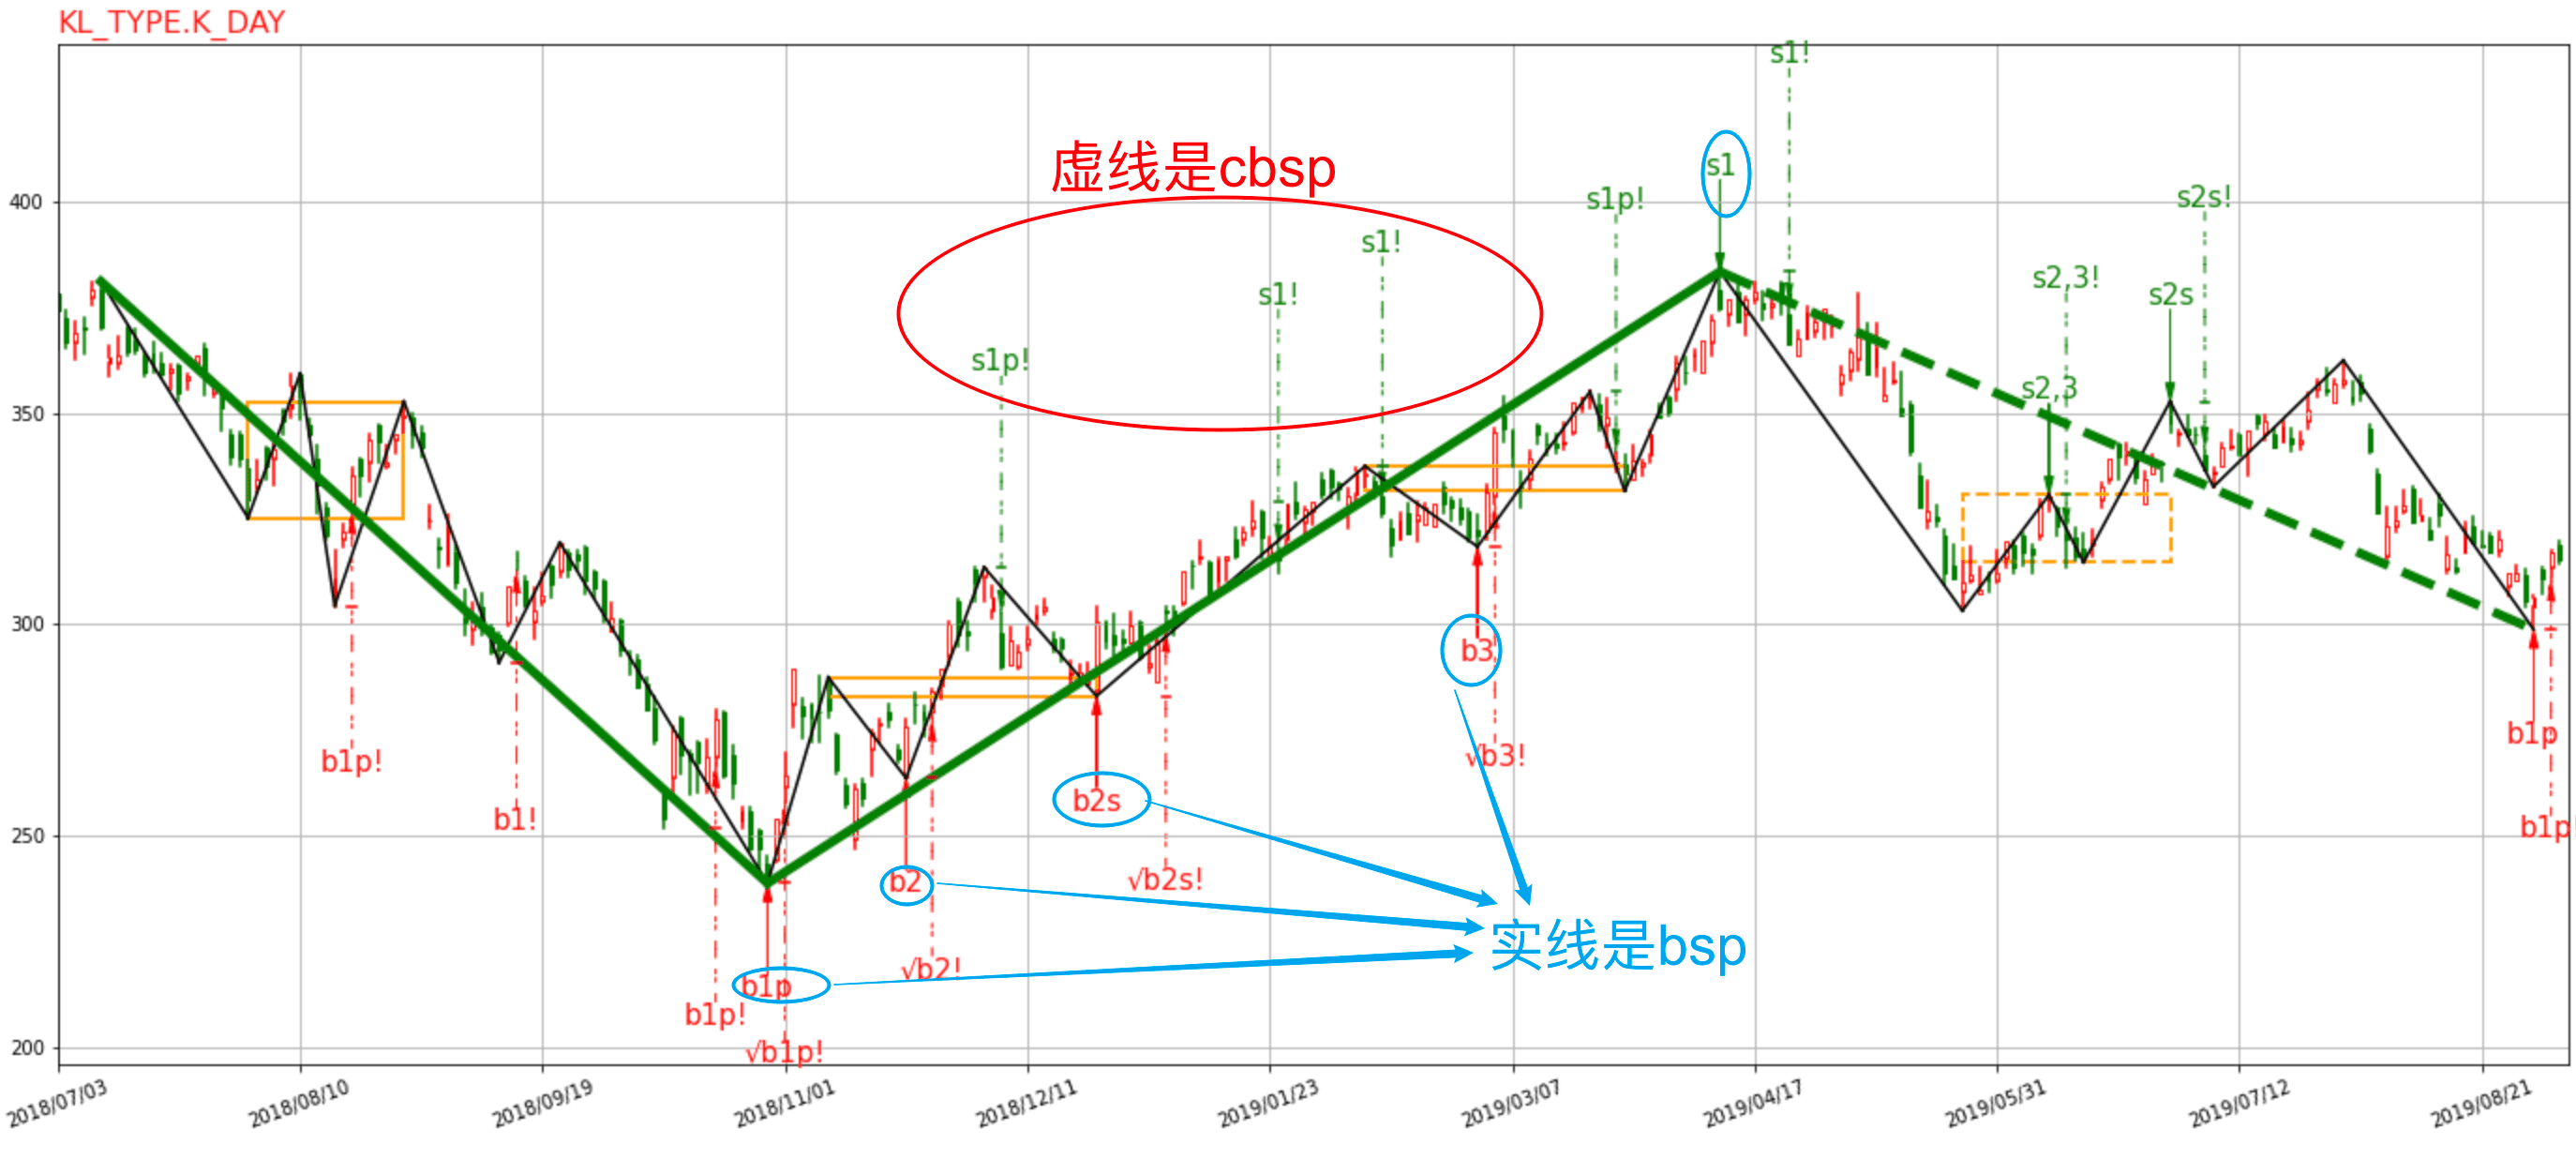 KL_TYPE.K_DAY
s1!
虚线是cbsp
s1
s1p!
s2s!
400
s1!
s2,3!
s1!
s2s
s1p!
s2,3
350
300
b3
b1p
√b3!
b1p!
b2s
b1!
b1p
250
b2
√b2s!
实线是bsp
√b2!
b1p
b1p!
√b1p!
200
2018/07/03
2018/08/10
2018/09/19
2018/11/01
2018/12/11
2019/01/23
2019/03/07
2019/04/17
2019/05/31
2019/07/12
2019/08/21